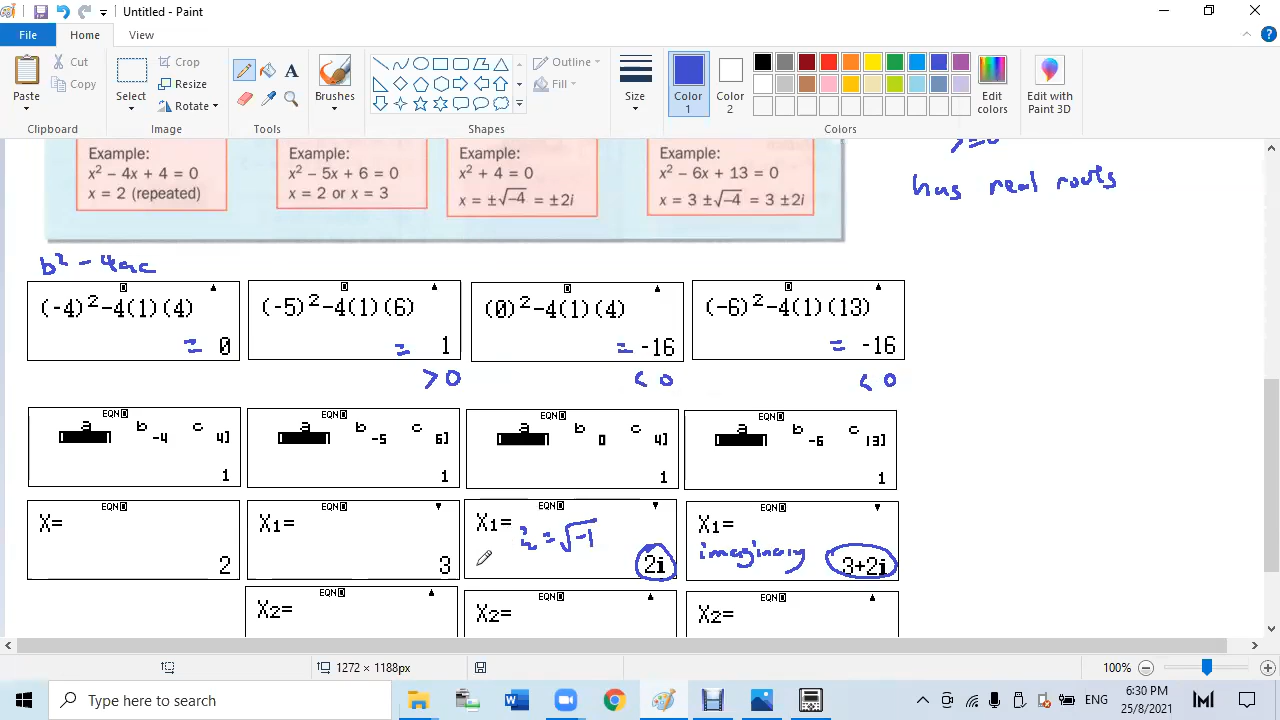 Untitled - Paint
File
Home
View
Paste
Cut
Copy
Clipboard
Select
Crop
Resize
Rotate
Image
A
Tools
Brushes
Shapes
Outline
Fill
Size
Color 1
Color 2
Edit colors
Edit with Paint 3D
Colors
Example:
x² − 4x + 4 = 0
x = 2 (repeated)
Example:
x² − 5x + 6 = 0
x = 2 or x = 3
Example:
x² + 4 = 0
x = ±√−4 = ±2i
Example:
x² − 6x + 13 = 0
x = 3 ±√−4 = 3 ±2i
has real roots
b² - 4ac
(-4)²-4(1)(4)
= 0
(-5)²-4(1)(6)
= 1
(0)²-4(1)(4)
= -16
(-6)²-4(1)(13)
= -16
> 0
< 0
< 0
EQN D
a b c
-4 4]
1
EQN D
a b c
-5 6]
1
EQN D
a b c
0 4]
1
EQN D
a b c
-6 13]
1
X=
2
EQN D
X₁=
3
EQN D
X₁= i = √-1
2i
EQN D
X₁=
imaginary
3+2i
EQN D
X₂=
EQN D
X₂=
EQN D
X₂=
EQN D
1272 × 1188px
100%
Type here to search
ENG
6:30 PM
25/8/2021